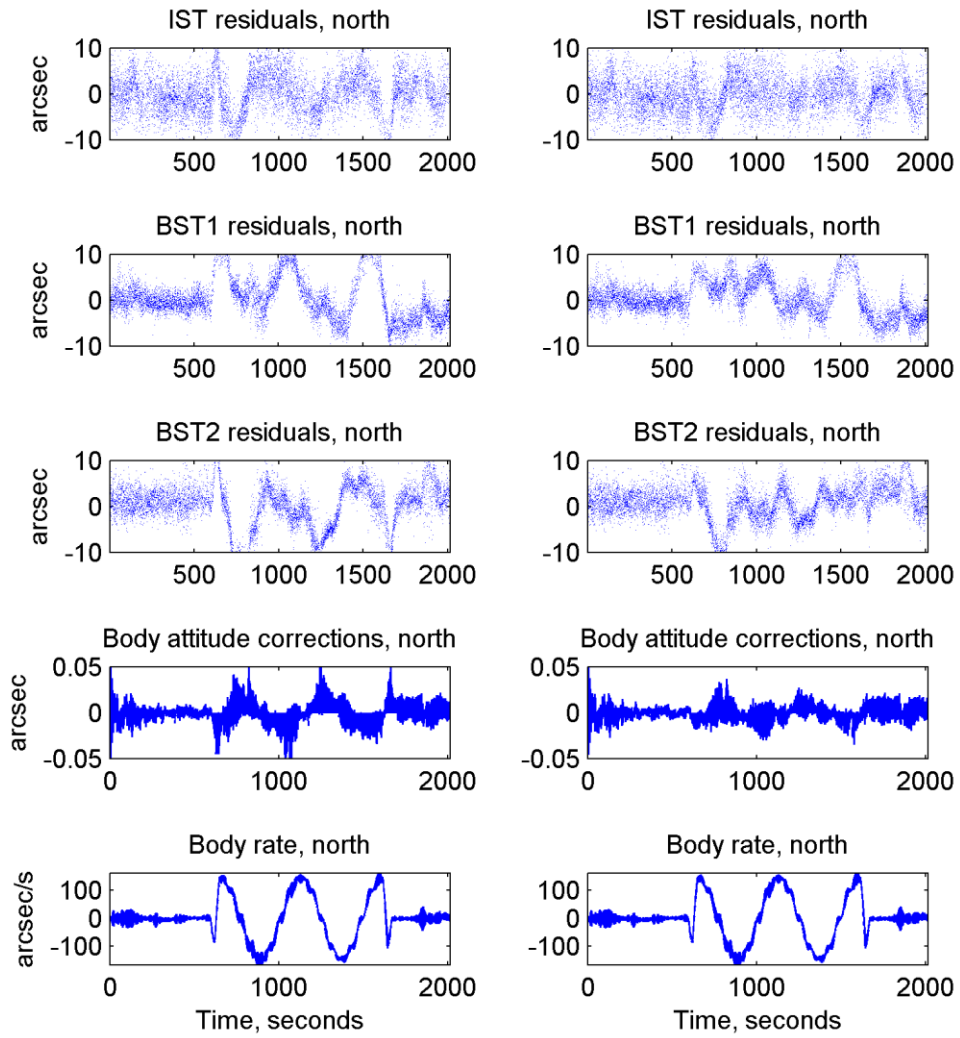 IST residuals, north
IST residuals, north
arcsec
10
0
-10
500 1000 1500 2000
10
0
-10
500 1000 1500 2000
BST1 residuals, north
BST1 residuals, north
arcsec
10
0
-10
500 1000 1500 2000
10
0
-10
500 1000 1500 2000
BST2 residuals, north
BST2 residuals, north
arcsec
10
0
-10
500 1000 1500 2000
10
0
-10
500 1000 1500 2000
Body attitude corrections, north
Body attitude corrections, north
arcsec
0.05
0
-0.05
0 1000 2000
0.05
0
-0.05
0 1000 2000
Body rate, north
Body rate, north
arcsec/s
100
0
-100
0 1000 2000
Time, seconds
100
0
-100
0 1000 2000
Time, seconds